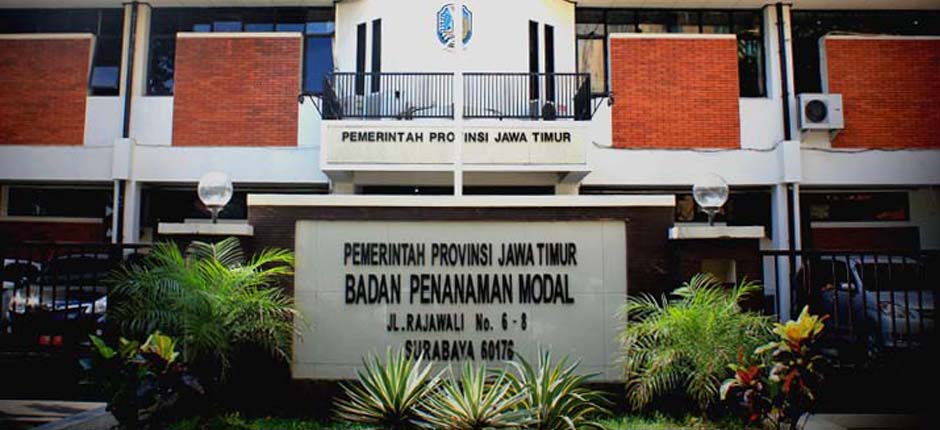 PEMERINTAH PROVINSI JAWA TIMUR
PEMERINTAH PROVINSI JAWA TIMUR
BADAN PENANAMAN MODAL
JL.RAJAWALI No. 6 - 8
SURABAYA 60176